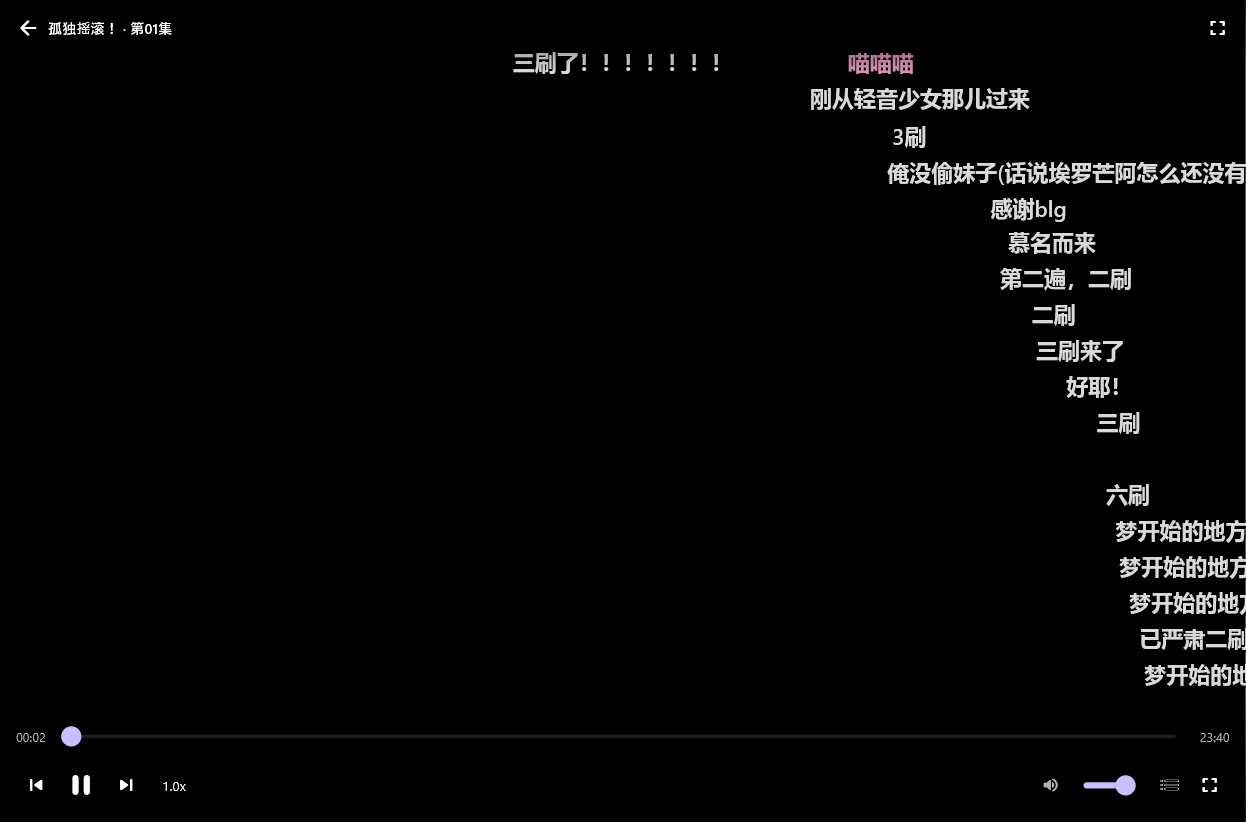 孤独摇滚！ · 第01集
三刷了！！！！！！！
喵喵喵
刚从轻音少女那儿过来
3刷
俺没偷妹子(话说埃罗芒阿怎么还没有
感谢blg
慕名而来
第二遍，二刷
二刷
三刷来了
好耶！
三刷
六刷
梦开始的地方
梦开始的地方
梦开始的地方
已严肃二刷
梦开始的地
00:02
23:40
1.0x